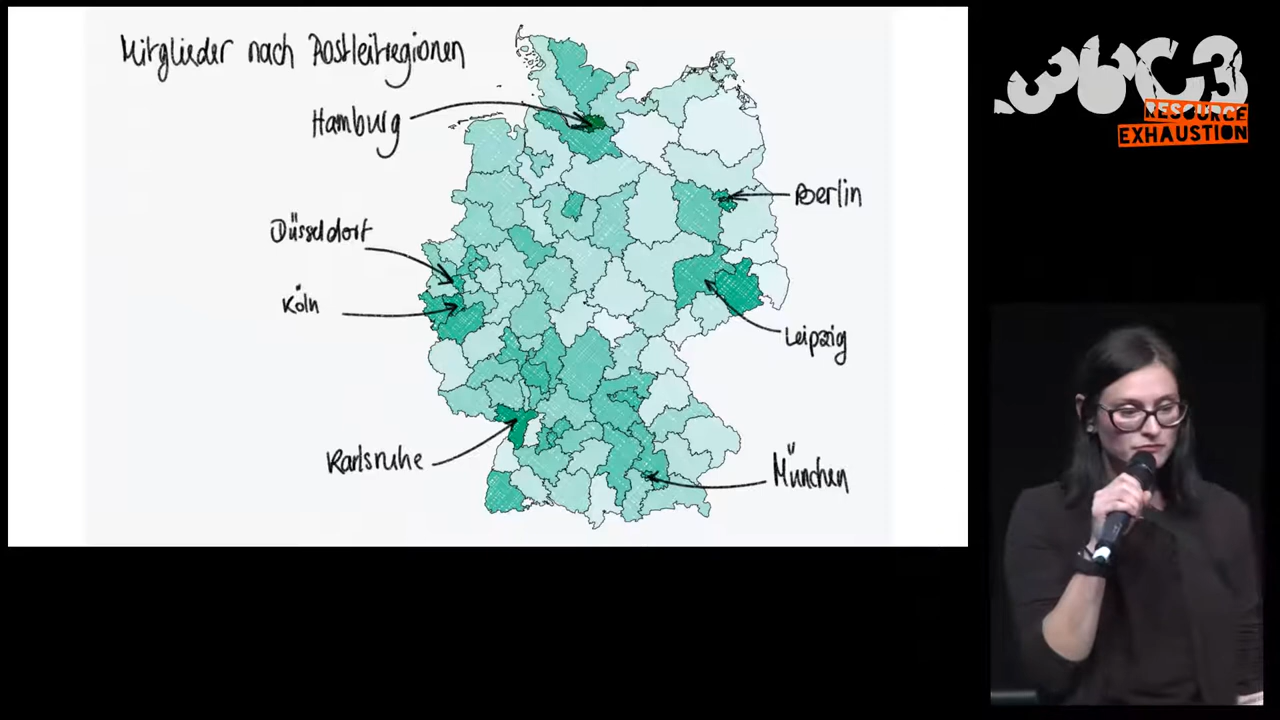 Mitglieder nach Postleitregionen
Hamburg
Berlin
Düsseldorf
Köln
Leipzig
Karlsruhe
München
36C3
RESOURCE
EXHAUSTION